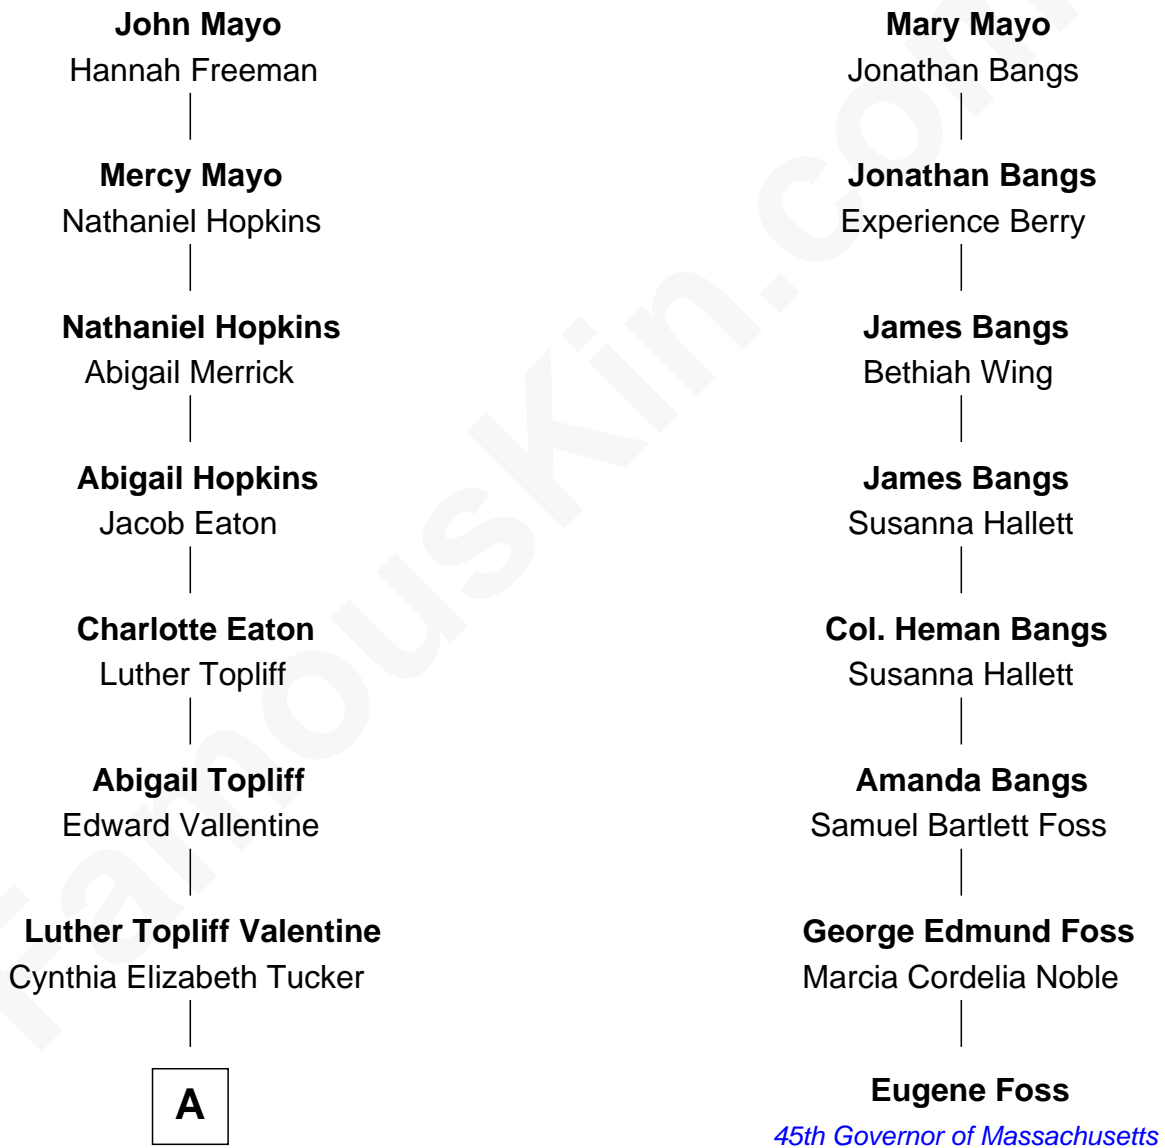 John Mayo
Hannah Freeman
Mercy Mayo
Nathaniel Hopkins
Nathaniel Hopkins
Abigail Merrick
Abigail Hopkins
Jacob Eaton
Charlotte Eaton
Luther Topliff
Abigail Topliff
Edward Vallentine
Luther Topliff Valentine
Cynthia Elizabeth Tucker
A
Mary Mayo
Jonathan Bangs
Jonathan Bangs
Experience Berry
James Bangs
Bethiah Wing
James Bangs
Susanna Hallett
Col. Heman Bangs
Susanna Hallett
Amanda Bangs
Samuel Bartlett Foss
George Edmund Foss
Marcia Cordelia Noble
Eugene Foss
45th Governor of Massachusetts
FamousKin.com